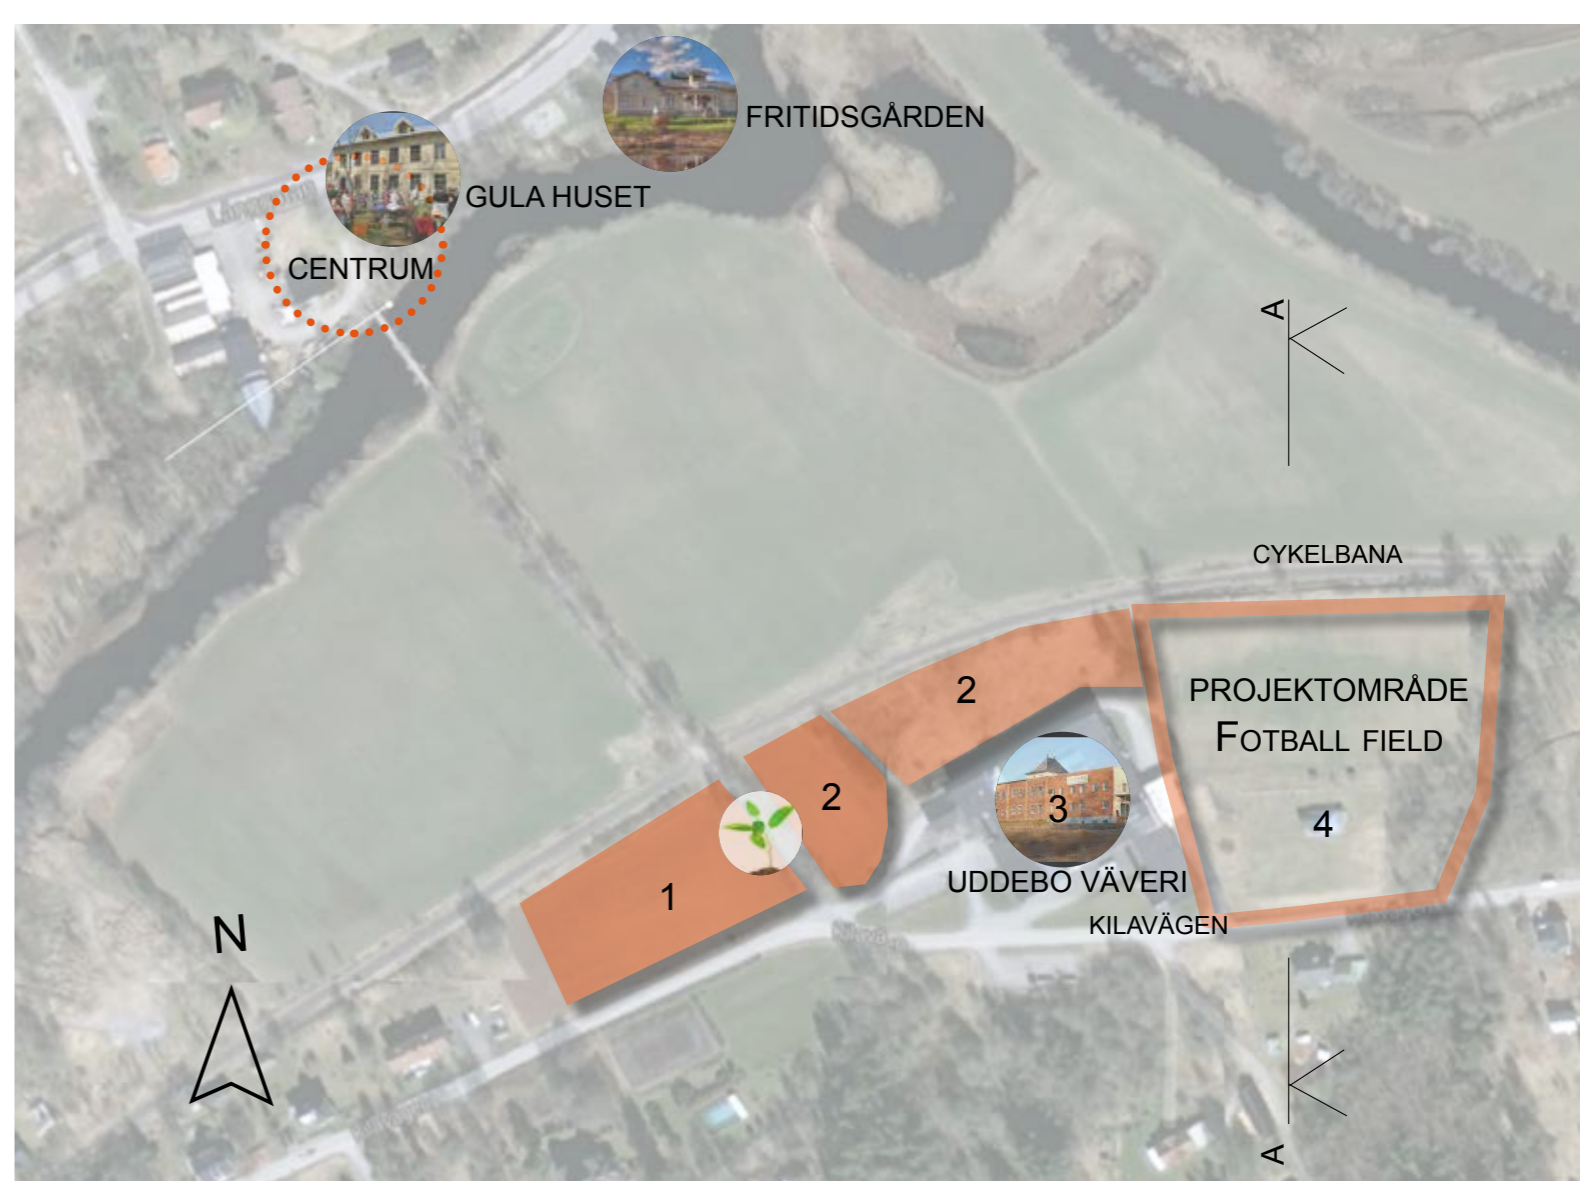 FRITIDSGÅRDEN
GULA HUSET
CENTRUM
A
CYKELBANA
2
PROJEKTOMRÅDE
FOTBALL FIELD
2
3
4
1
UDDEBO VÄVERI
KILAVÄGEN
N
A